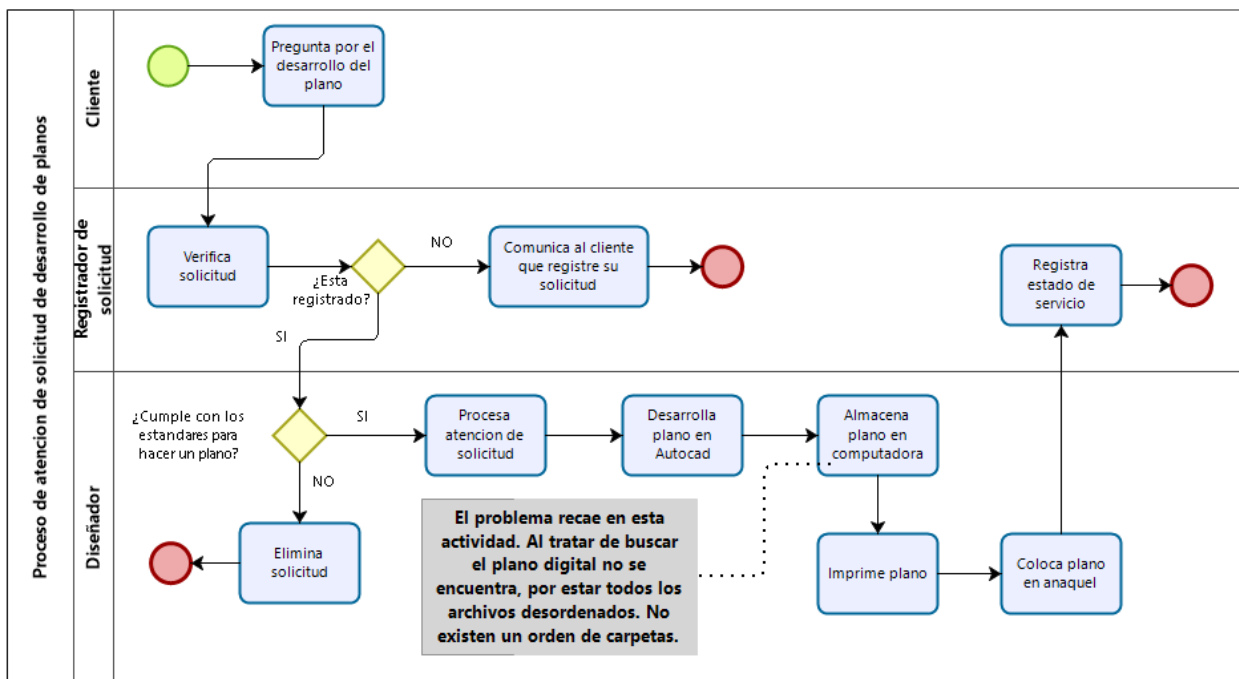 Proceso de atencion de solicitud de desarrollo de planos
Cliente
Pregunta por el
desarrollo del
plano
Registrador de
solicitud
Verifica
solicitud
¿Esta
registrado?
NO
SI
Comunica al cliente
que registre su
solicitud
Registra
estado de
servicio
Diseñador
¿Cumple con los
estandares para
hacer un plano?
SI
NO
Procesa
atencion de
solicitud
Desarrolla
plano en
Autocad
Almacena
plano en
computadora
Elimina
solicitud
El problema recae en esta
actividad. Al tratar de buscar
el plano digital no se
encuentra, por estar todos los
archivos desordenados. No
existen un orden de carpetas.
Imprime plano
Coloca plano
en anaquel